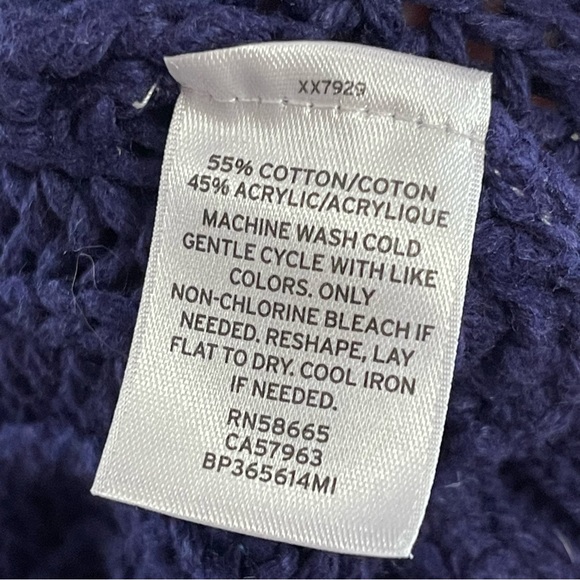 XX7929
55% COTTON/COTON
45% ACRYLIC/ACRYLIQUE
MACHINE WASH COLD
GENTLE CYCLE WITH LIKE
COLORS. ONLY
NON-CHLORINE BLEACH IF
NEEDED. RESHAPE, LAY
FLAT TO DRY. COOL IRON
IF NEEDED.
RN58665
CA57963
BP365614MI